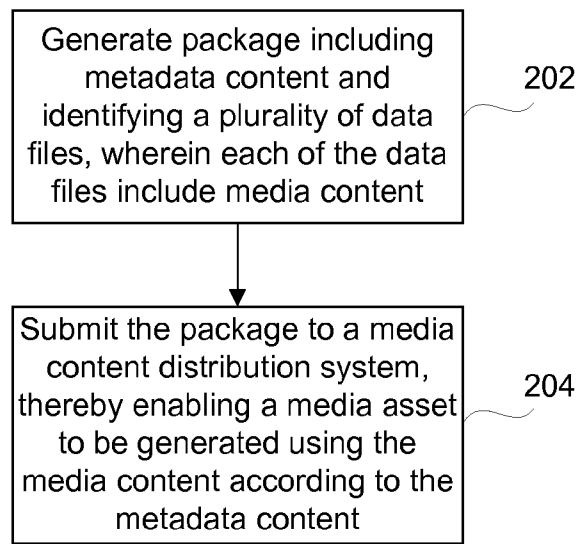 Generate package including
metadata content and
identifying a plurality of data
files, wherein each of the data
files include media content
202
Submit the package to a media
content distribution system,
thereby enabling a media asset
to be generated using the
media content according to the
metadata content
204